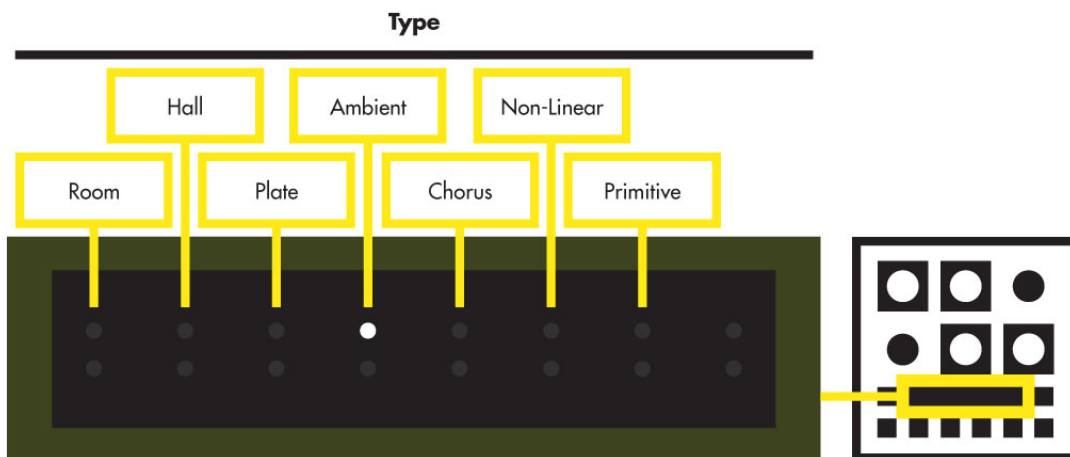 Type
Hall
Ambient
Non-Linear
Room
Plate
Chorus
Primitive